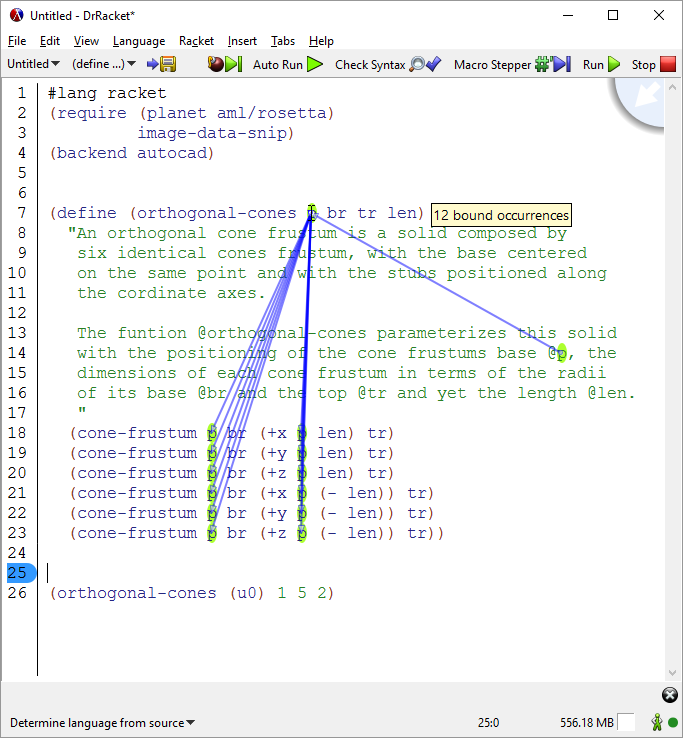 Untitled - DrRacket*
File Edit View Language Racket Insert Tabs Help
Untitled (define ...) Auto Run Check Syntax Macro Stepper Run Stop
1 #lang racket
2 (require (planet aml/rosetta)
3 image-data-snip)
4 (backend autocad)
5
6
7 (define (orthogonal-cones p br tr len) 12 bound occurrences
8 "An orthogonal cone frustum is a solid composed by
9 six identical cones frustum, with the base centered
10 on the same point and with the stubs positioned along
11 the cordinate axes.
12
13 The funtion @orthogonal-cones parameterizes this solid
14 with the positioning of the cone frustums base @p, the
15 dimensions of each cone frustum in terms of the radii
16 of its base @br and the top @tr and yet the length @len.
17 "
18 (cone-frustum p br (+x p len) tr)
19 (cone-frustum p br (+y p len) tr)
20 (cone-frustum p br (+z p len) tr)
21 (cone-frustum p br (+x p (- len)) tr)
22 (cone-frustum p br (+y p (- len)) tr)
23 (cone-frustum p br (+z p (- len)) tr))
24
25
26 (orthogonal-cones (u0) 1 5 2)
Determine language from source 25:0 556.18 MB